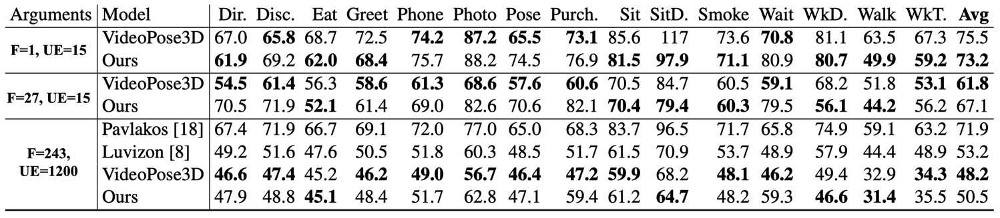 Arguments Model Dir. Disc. Eat Greet Phone Photo Pose Purch. Sit SitD. Smoke Wait WkD. Walk WkT. Avg
F=1, UE=15 VideoPose3D 67.0 65.8 68.7 72.5 74.2 87.2 65.5 73.1 85.6 117 73.6 70.8 81.1 63.5 67.3 75.5
Ours 61.9 69.2 62.0 68.4 75.7 88.2 74.5 76.9 81.5 97.9 71.1 80.9 80.7 49.9 59.2 73.2
F=27, UE=15 VideoPose3D 54.5 61.4 56.3 58.6 61.3 68.6 57.6 60.6 70.5 84.7 60.5 59.1 68.2 51.8 53.1 61.8
Ours 70.5 71.9 52.1 61.4 69.0 82.6 70.6 82.1 70.4 79.4 60.3 79.5 56.1 44.2 56.2 67.1
F=243, UE=1200 Pavlakos [18] 67.4 71.9 66.7 69.1 72.0 77.0 65.0 68.3 83.7 96.5 71.7 65.8 74.9 59.1 63.2 71.9
Luvizon [8] 49.2 51.6 47.6 50.5 51.8 60.3 48.5 51.7 61.5 70.9 53.7 48.9 57.9 44.4 48.9 53.2
VideoPose3D 46.6 47.4 45.2 46.2 49.0 56.7 46.4 47.2 59.9 68.2 48.1 46.2 49.4 32.9 34.3 48.2
Ours 47.9 48.8 45.1 48.4 51.7 62.8 47.1 59.4 61.2 64.7 48.2 59.3 46.6 31.4 35.5 50.5